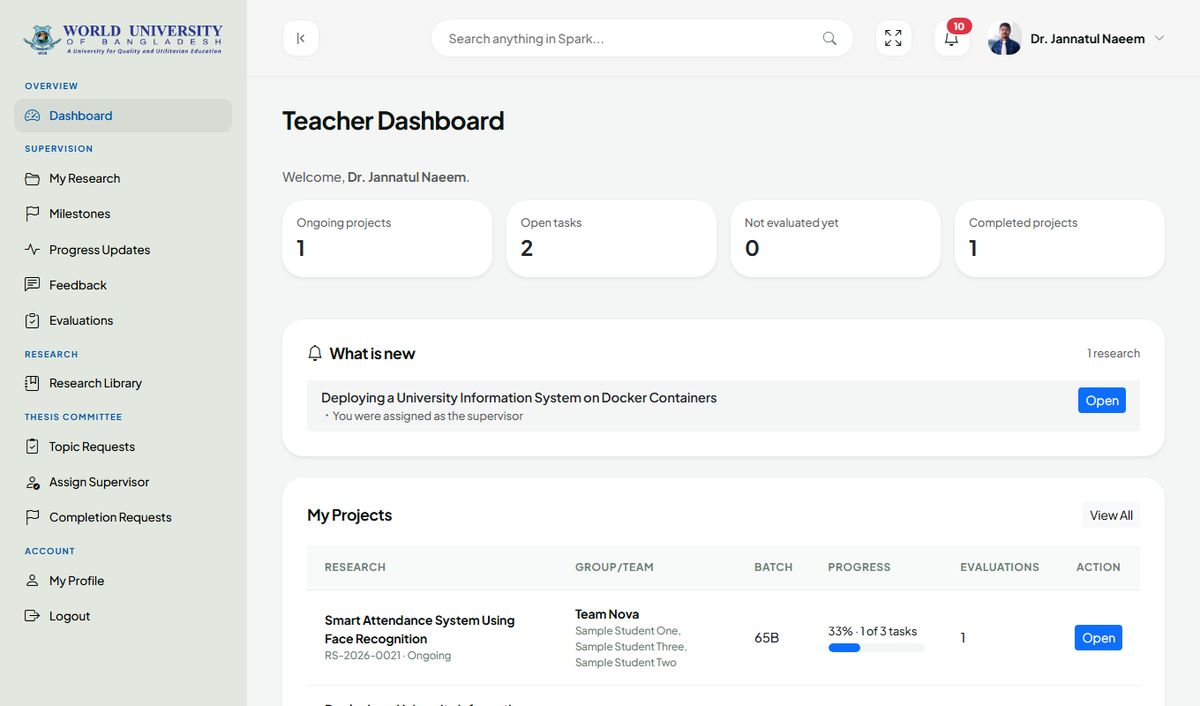 WORLD UNIVERSITY
OF BANGLADESH
A University for Quality and Utilitarian Education
Search anything in Spark...
10
Dr. Jannatul Naeem
OVERVIEW
Dashboard
SUPERVISION
My Research
Milestones
Progress Updates
Feedback
Evaluations
RESEARCH
Research Library
THESIS COMMITTEE
Topic Requests
Assign Supervisor
Completion Requests
ACCOUNT
My Profile
Logout
Teacher Dashboard
Welcome, Dr. Jannatul Naeem.
Ongoing projects
1
Open tasks
2
Not evaluated yet
0
Completed projects
1
What is new
1 research
Deploying a University Information System on Docker Containers
· You were assigned as the supervisor
Open
My Projects
View All
RESEARCH GROUP/TEAM BATCH PROGRESS EVALUATIONS ACTION
Smart Attendance System Using
Face Recognition
RS-2026-0021 · Ongoing
Team Nova
Sample Student One,
Sample Student Three,
Sample Student Two
65B
33% · 1 of 3 tasks
1
Open